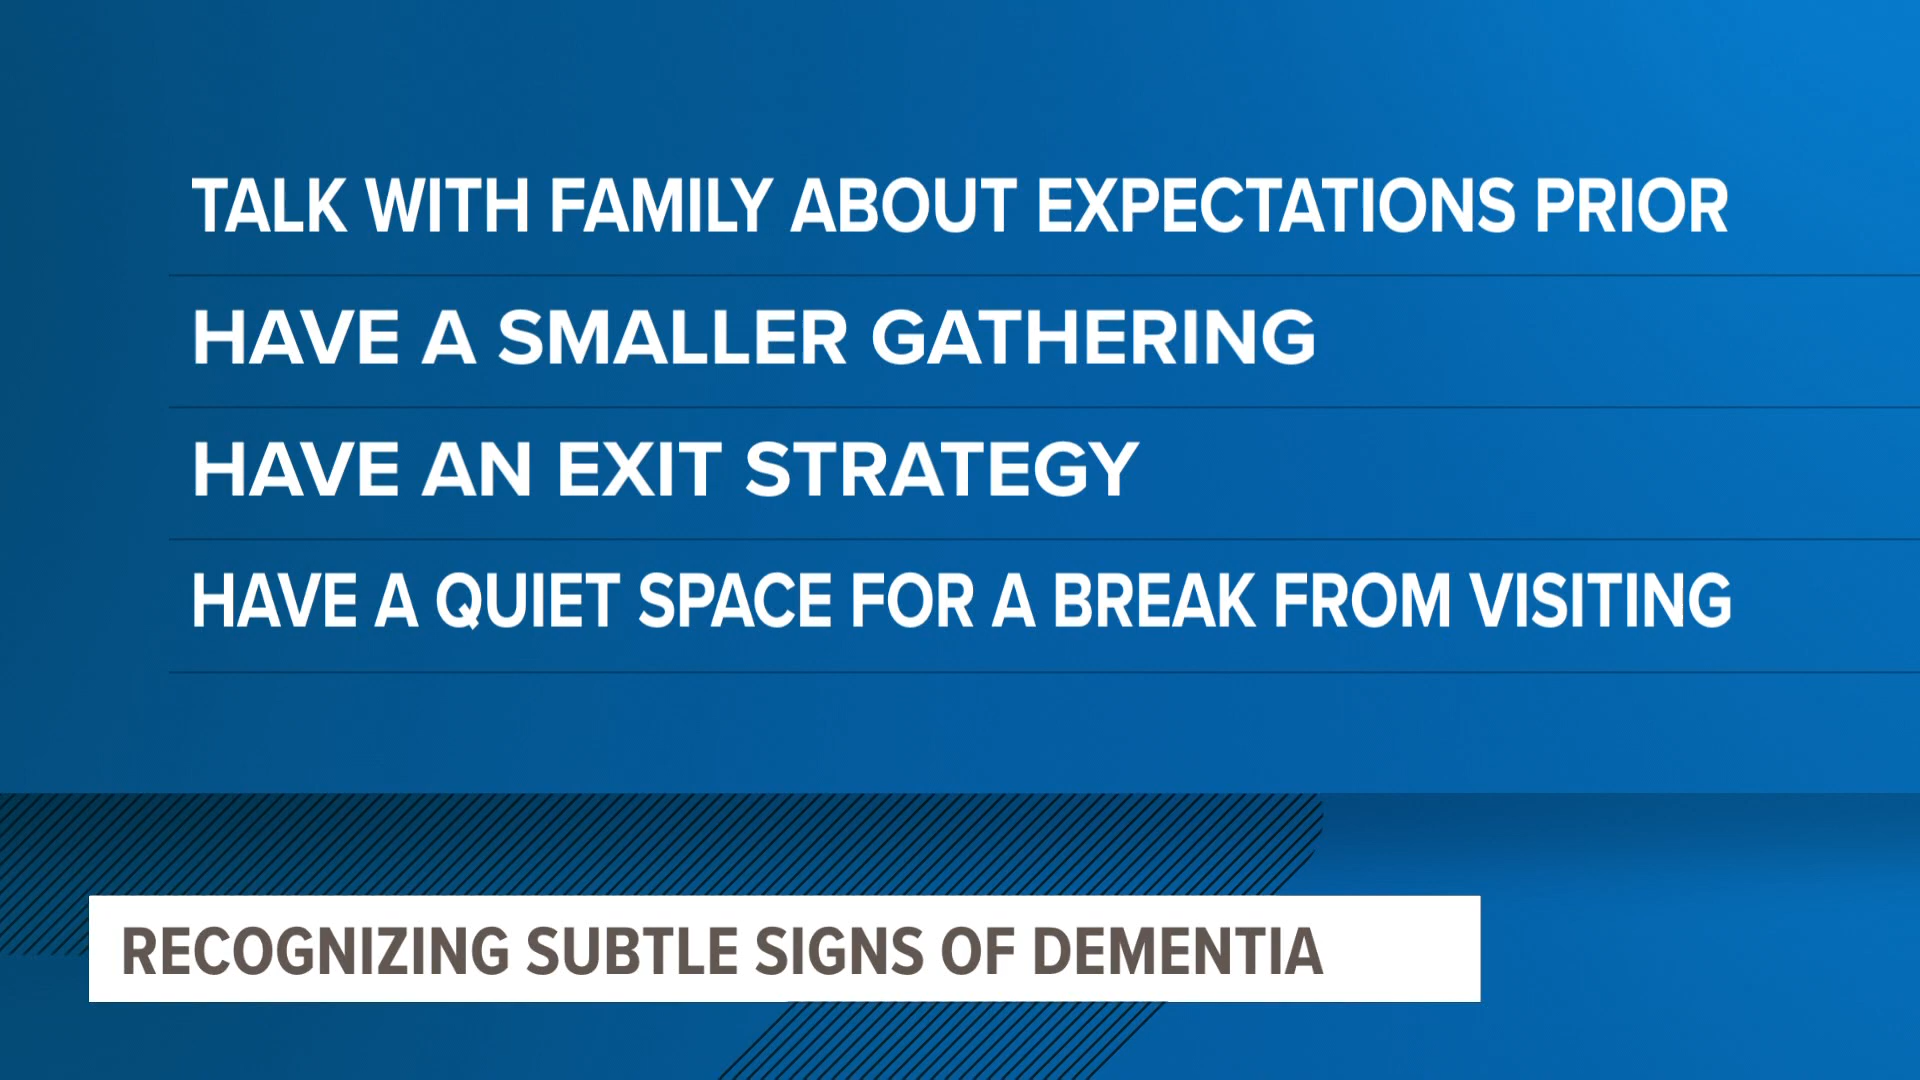 TALK WITH FAMILY ABOUT EXPECTATIONS PRIOR
HAVE A SMALLER GATHERING
HAVE AN EXIT STRATEGY
HAVE A QUIET SPACE FOR A BREAK FROM VISITING
RECOGNIZING SUBTLE SIGNS OF DEMENTIA